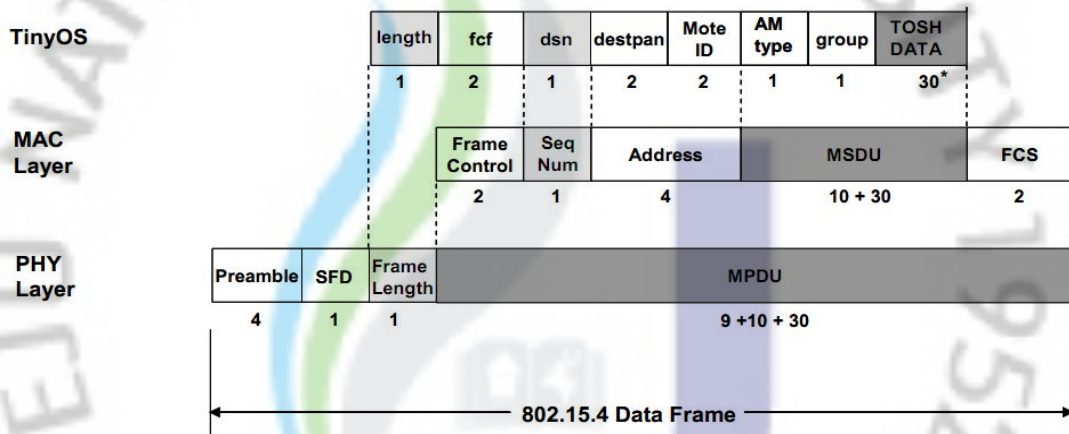 TinyOS
length fcf dsn destpan Mote ID AM type group TOSH DATA
1 2 1 2 2 1 1 30*
MAC Layer
Frame Control Seq Num Address MSDU FCS
2 1 4 10 + 30 2
PHY Layer
Preamble SFD Frame Length MPDU
4 1 1 9 +10 + 30
802.15.4 Data Frame